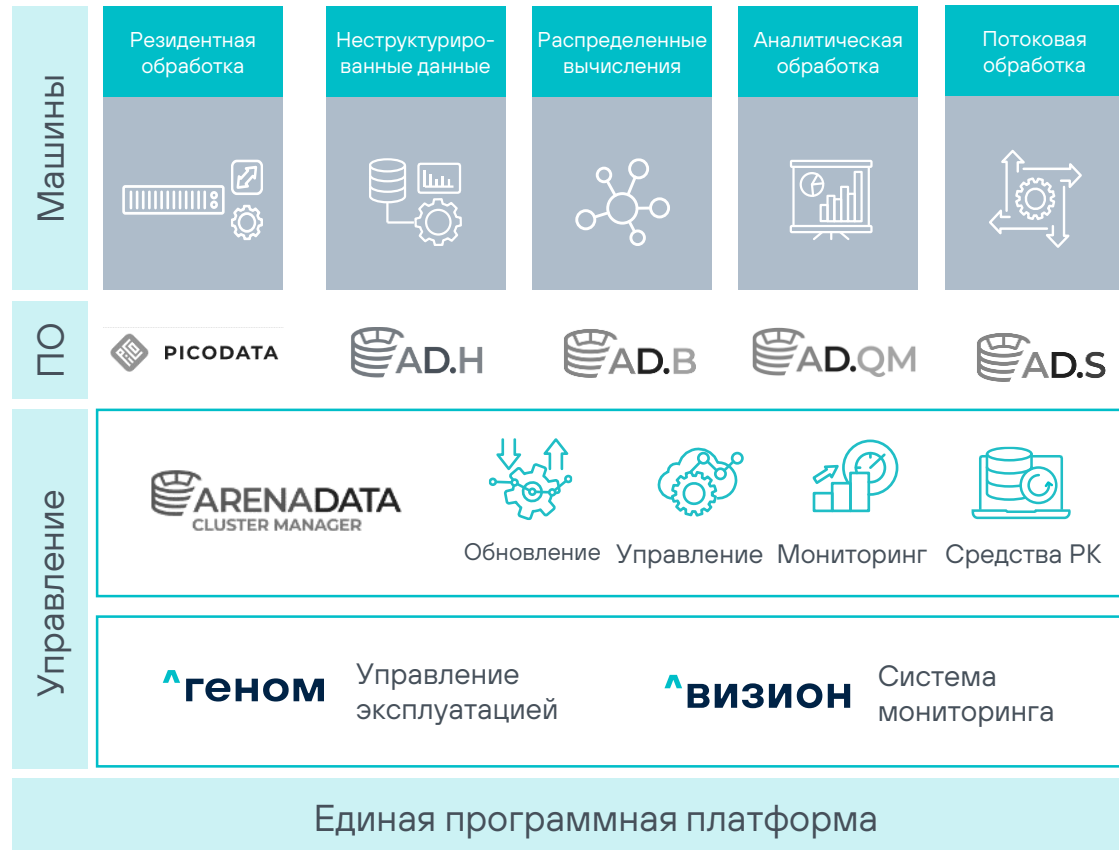 Машины
Резидентная
обработка
Неструктуриро-
ванные данные
Распределенные
вычисления
Аналитическая
обработка
Потоковая
обработка
ПО
PICODATA
AD.H
AD.B
AD.QM
AD.S
Управление
ARENADATA
CLUSTER MANAGER
Обновление
Управление
Мониторинг
Средства РК
^геном
Управление
эксплуатацией
^визион
Система
мониторинга
Единая программная платформа